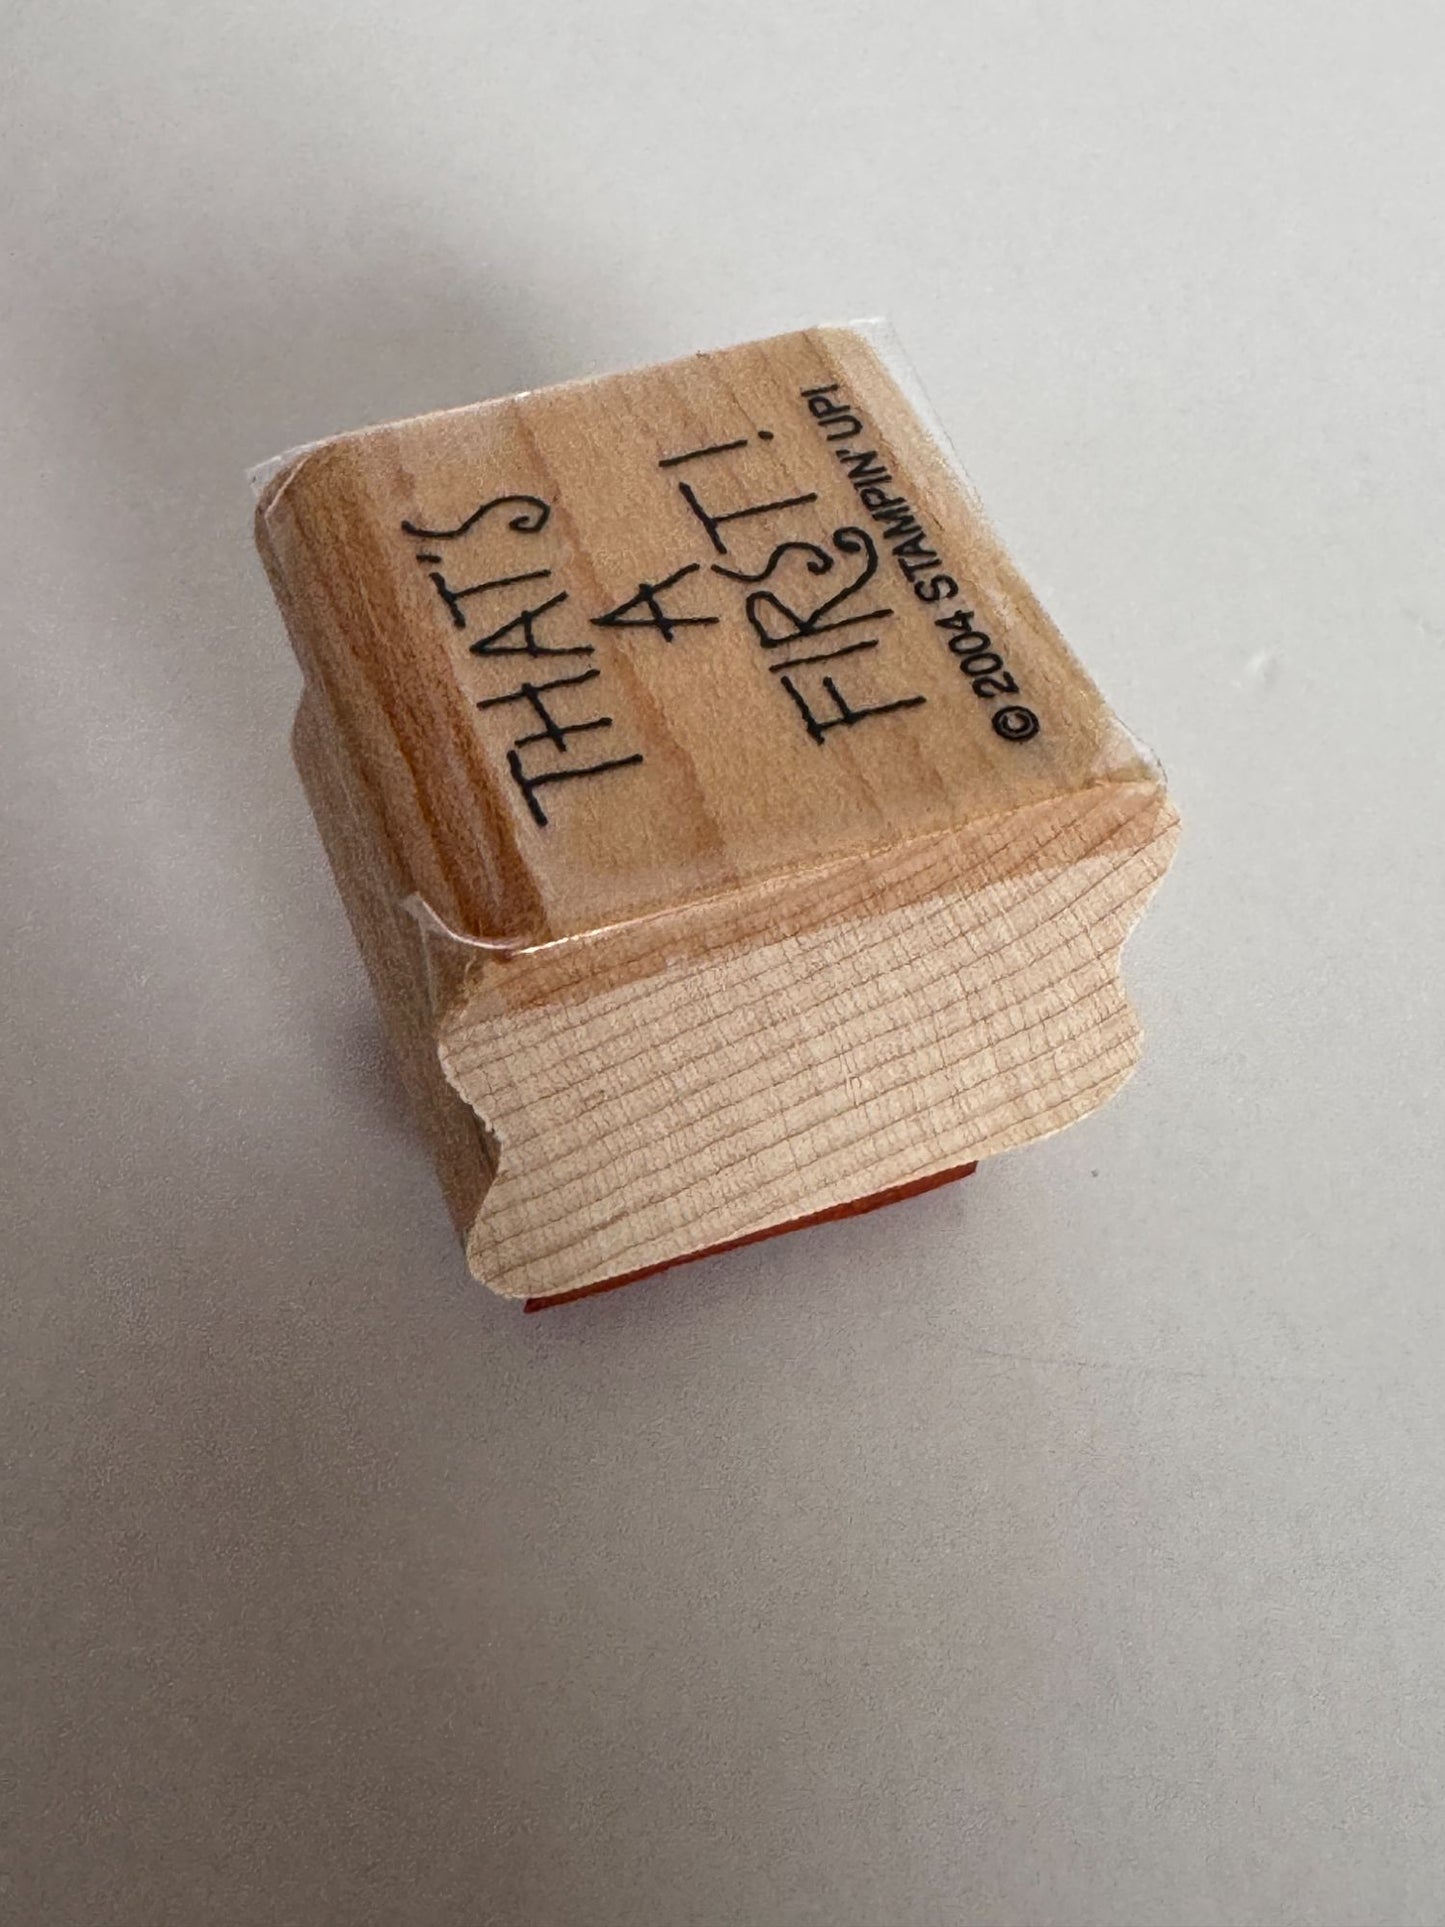 THAT'S
A
FIRST!
© 2004 STAMPIN' UP!